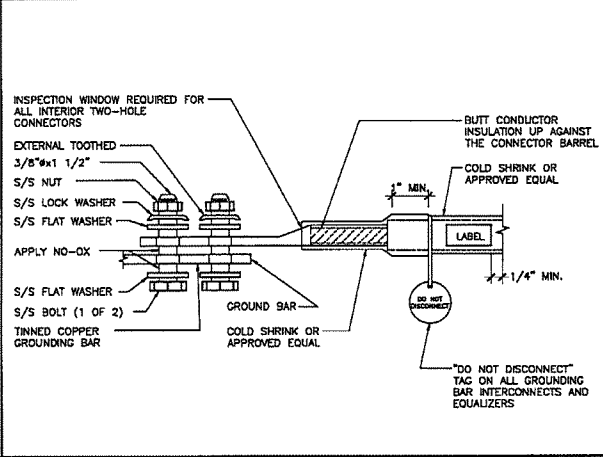 INSPECTION WINDOW REQUIRED FOR
ALL INTERIOR TWO-HOLE
CONNECTORS
EXTERNAL TOOTHED
3/8"øx1 1/2"
S/S NUT
S/S LOCK WASHER
S/S FLAT WASHER
APPLY NO-OX
S/S FLAT WASHER
S/S BOLT (1 OF 2)
TINNED COPPER
GROUNDING BAR
GROUND BAR
COLD SHRINK OR
APPROVED EQUAL
BUTT CONDUCTOR
INSULATION UP AGAINST
THE CONNECTOR BARREL
COLD SHRINK OR
APPROVED EQUAL
1" MIN.
LABEL
1/4" MIN.
DO NOT
DISCONNECT
"DO NOT DISCONNECT"
TAG ON ALL GROUNDING
BAR INTERCONNECTS AND
EQUALIZERS